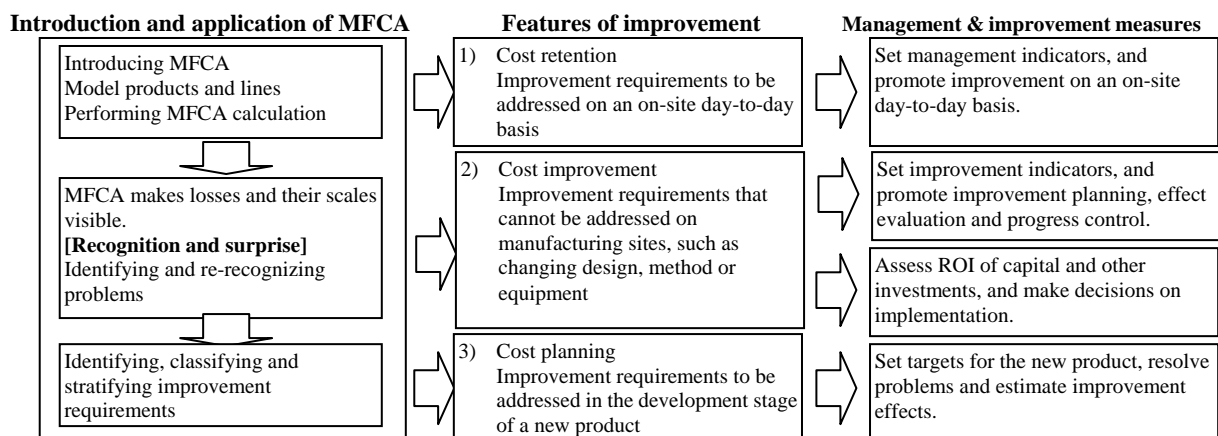 Introduction and application of MFCA
Introducing MFCA
Model products and lines
Performing MFCA calculation
MFCA makes losses and their scales
visible.
[Recognition and surprise]
Identifying and re-recognizing
problems
Identifying, classifying and
stratifying improvement
requirements
Features of improvement
1) Cost retention
Improvement requirements to be
addressed on an on-site day-to-day
basis
2) Cost improvement
Improvement requirements that
cannot be addressed on
manufacturing sites, such as
changing design, method or
equipment
3) Cost planning
Improvement requirements to be
addressed in the development stage
of a new product
Management & improvement measures
Set management indicators, and
promote improvement on an on-site
day-to-day basis.
Set improvement indicators, and
promote improvement planning, effect
evaluation and progress control.
Assess ROI of capital and other
investments, and make decisions on
implementation.
Set targets for the new product, resolve
problems and estimate improvement
effects.